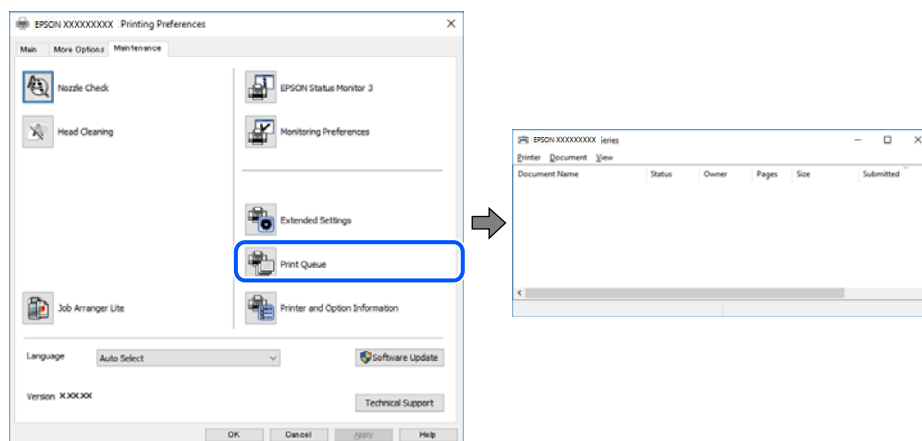 EPSON XXXXXXXXX Printing Preferences
Main More Options Maintenance
Nozzle Check
EPSON Status Monitor 3
Head Cleaning
Monitoring Preferences
Extended Settings
Print Queue
Job Arranger Lite
Printer and Option Information
Language Auto Select
Software Update
Version X.XX.XX
Technical Support
OK Cancel Apply Help
EPSON XXXXXXXXX ieries
Printer Document View
Document Name Status Owner Pages Size Submitted